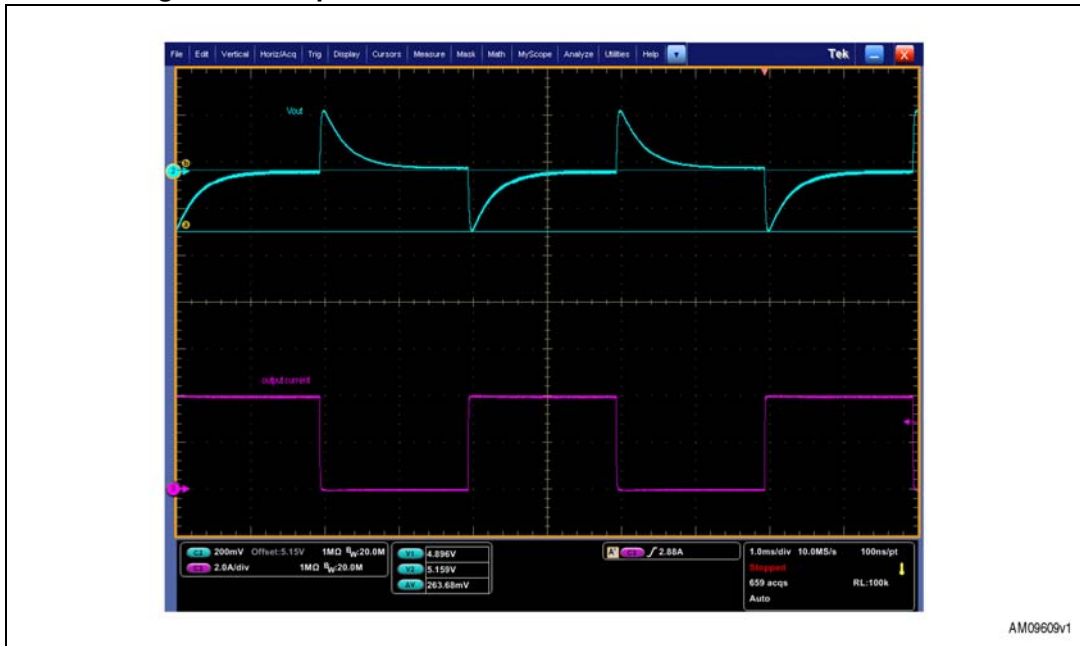 File Edit Vertical Horiz/Acq Trig Display Cursors Measure Mask Math MyScope Analyze Utilities Help Tek
Vout
b
a
output current
C2 200mV Offset:5.15V 1MΩ BW:20.0M
C3 2.0A/div 1MΩ BW:20.0M
V1 4.896V
V2 5.159V
ΔV 263.68mV
A' C3 2.88A
1.0ms/div 10.0MS/s 100ns/pt
Stopped
659 acqs RL:100k
Auto
AM09609v1